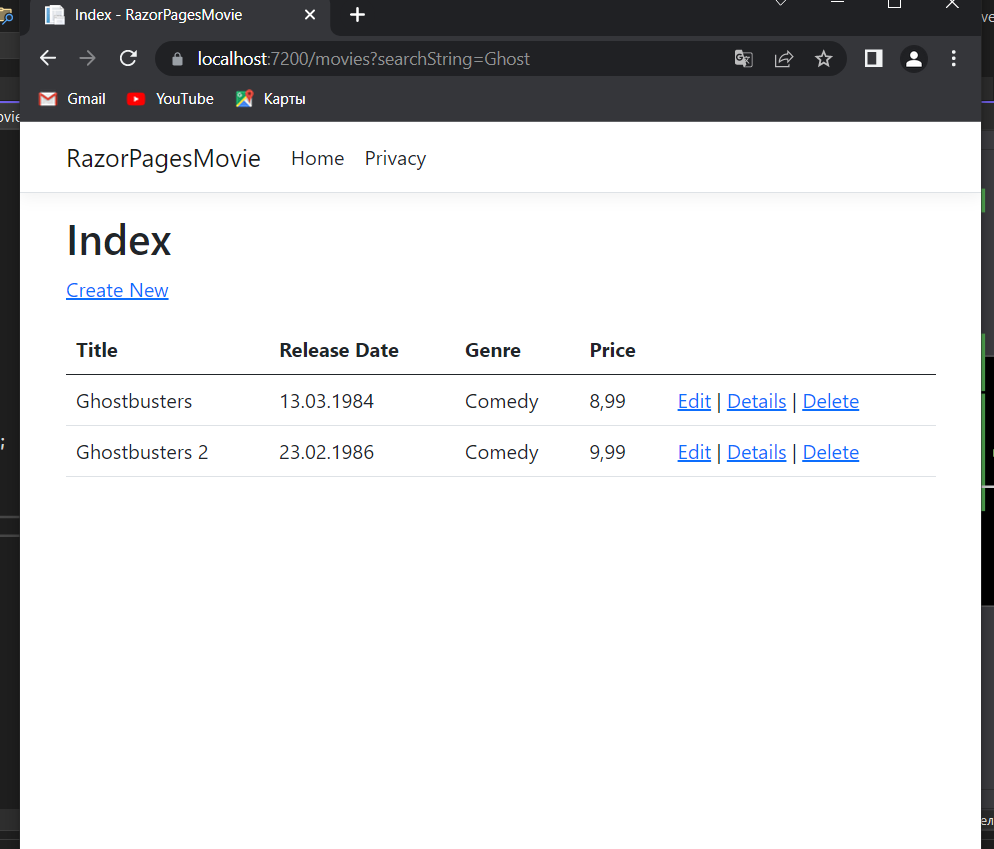 Index - RazorPagesMovie
localhost:7200/movies?searchString=Ghost
Gmail YouTube Карты
RazorPagesMovie Home Privacy
Index
Create New
Title Release Date Genre Price
Ghostbusters 13.03.1984 Comedy 8,99 Edit | Details | Delete
Ghostbusters 2 23.02.1986 Comedy 9,99 Edit | Details | Delete